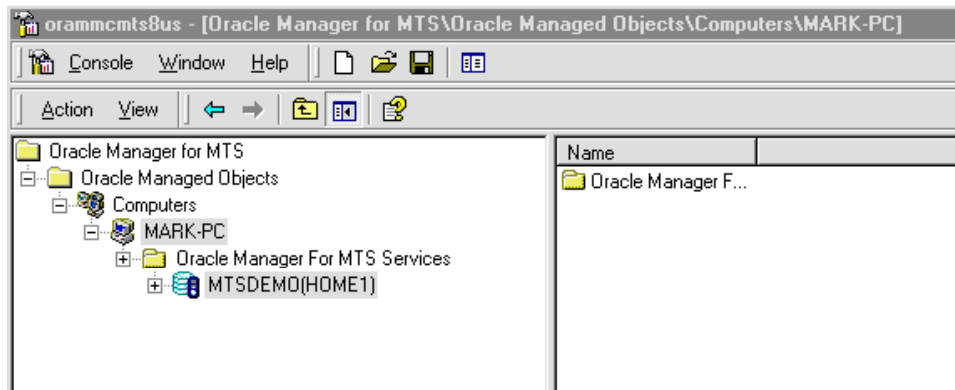 orammcmts8us - [Oracle Manager for MTS\Oracle Managed Objects\Computers\MARK-PC]
Console Window Help
Action View
Oracle Manager for MTS
Name
Oracle Managed Objects
Oracle Manager F...
Computers
MARK-PC
Oracle Manager For MTS Services
MTSDEMO(HOME1)